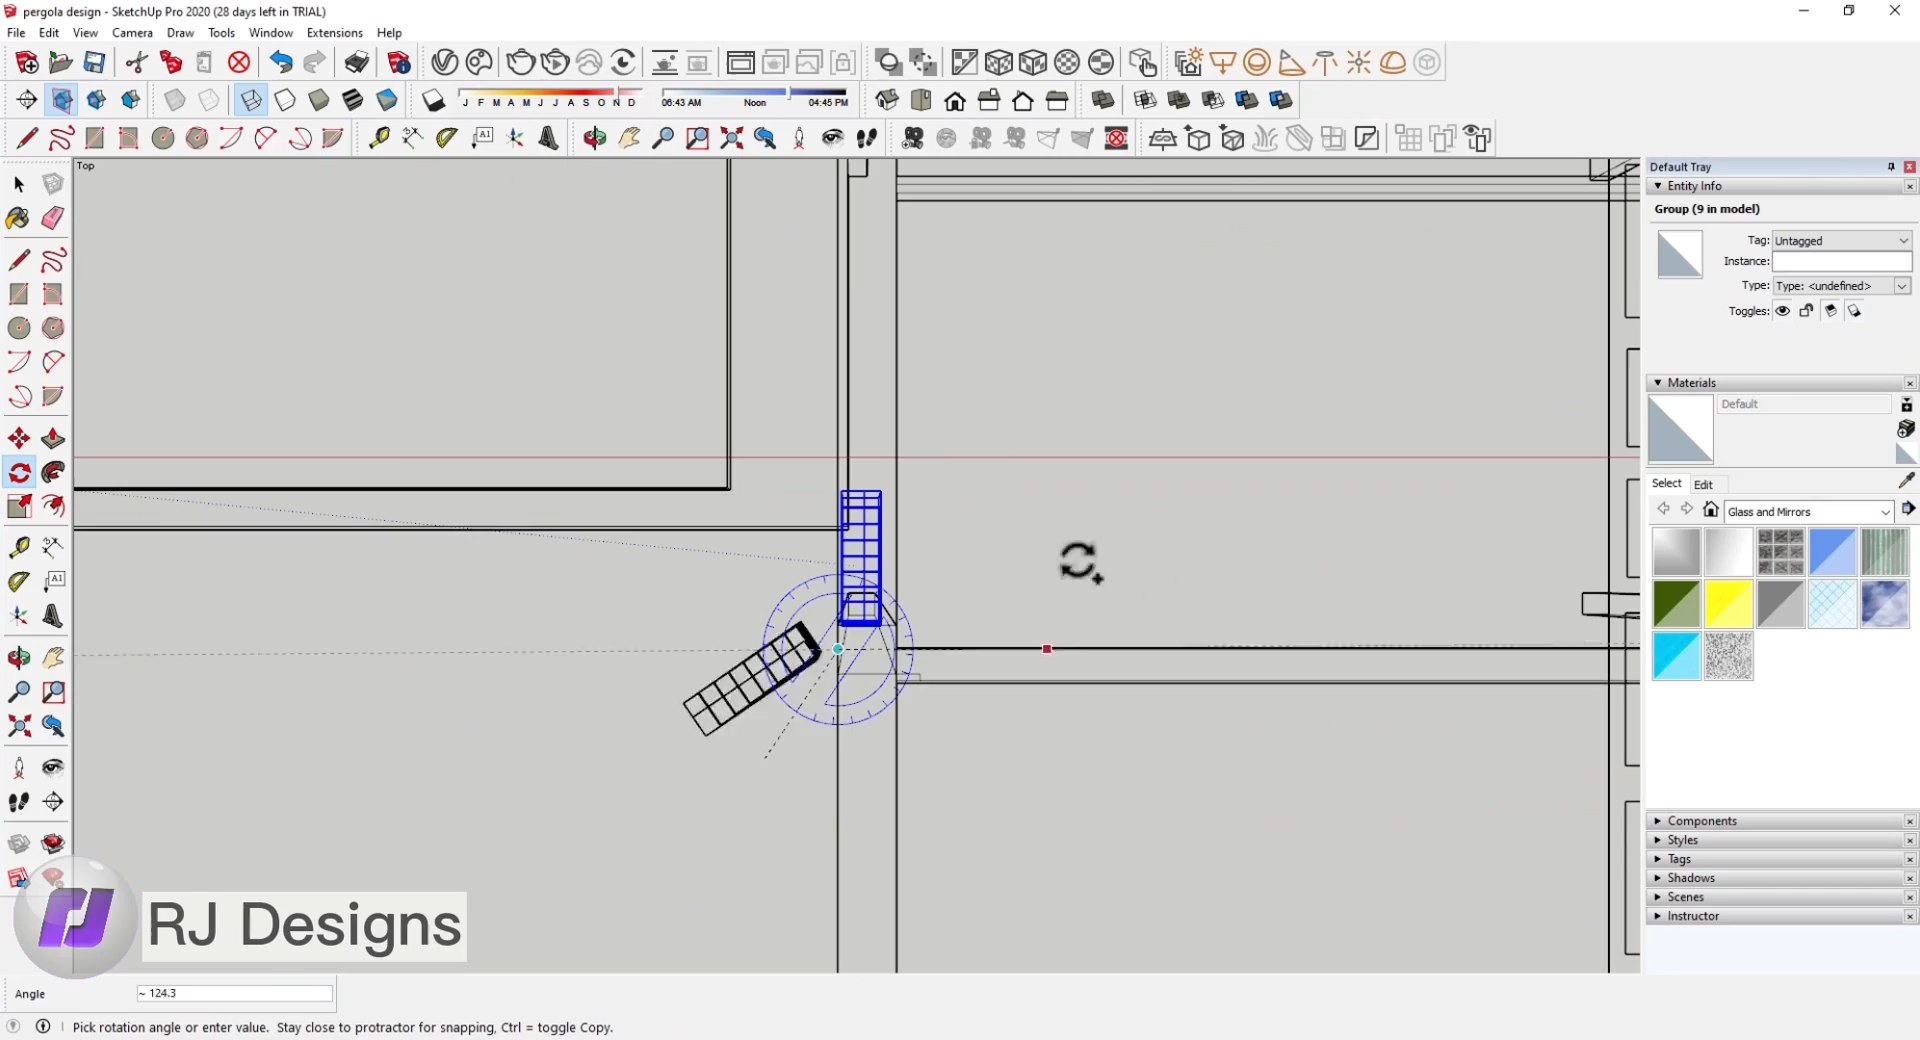 pergola design - SketchUp Pro 2020 (28 days left in TRIAL)
File Edit View Camera Draw Tools Window Extensions Help
J F M A M J J A S O N D 06:43 AM Noon 04:45 PM
A1
Top
Default Tray
Entity Info
Group (9 in model)
Tag: Untagged
Instance:
Type: Type: <undefined>
Toggles:
Materials
Default
Select Edit
Glass and Mirrors
A1
Components
Styles
Tags
Shadows
Scenes
Instructor
RJ Designs
Angle ~ 124.3
Pick rotation angle or enter value. Stay close to protractor for snapping, Ctrl = toggle Copy.